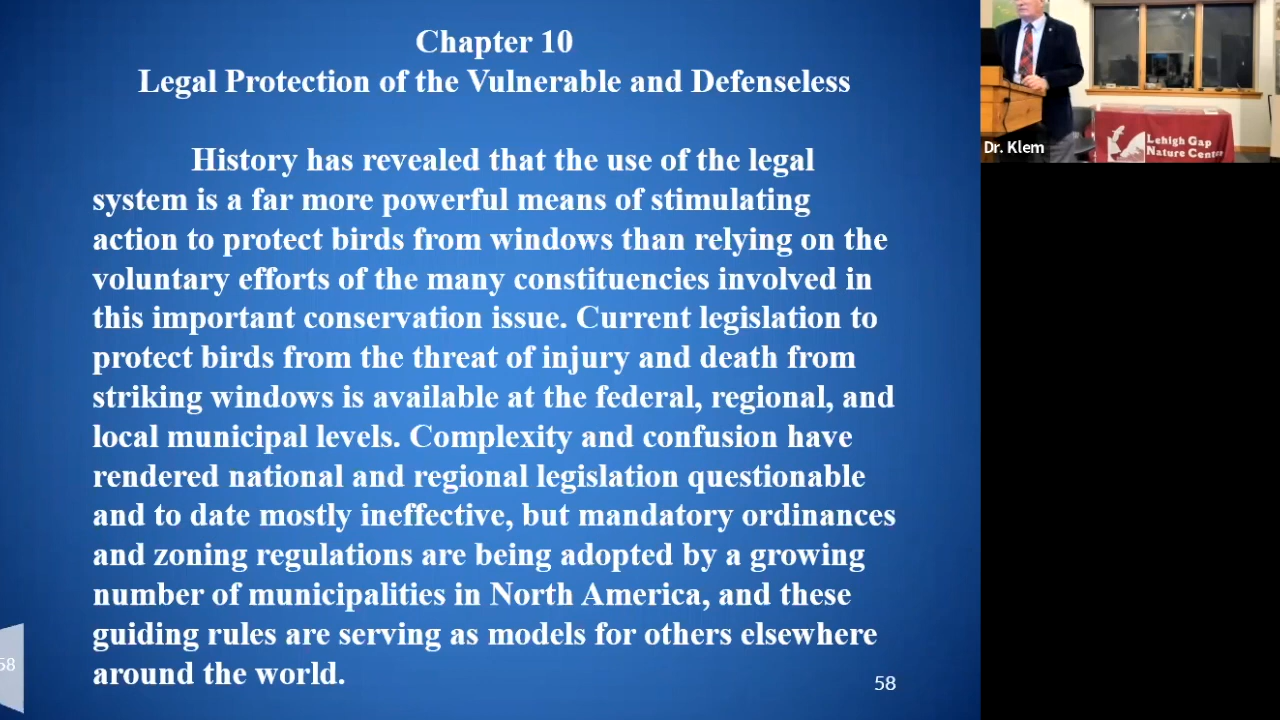 Chapter 10
Legal Protection of the Vulnerable and Defenseless
History has revealed that the use of the legal
system is a far more powerful means of stimulating
action to protect birds from windows than relying on the
voluntary efforts of the many constituencies involved in
this important conservation issue. Current legislation to
protect birds from the threat of injury and death from
striking windows is available at the federal, regional, and
local municipal levels. Complexity and confusion have
rendered national and regional legislation questionable
and to date mostly ineffective, but mandatory ordinances
and zoning regulations are being adopted by a growing
number of municipalities in North America, and these
guiding rules are serving as models for others elsewhere
around the world.
58
58
Dr. Klem
Lehigh Gap
Nature Center